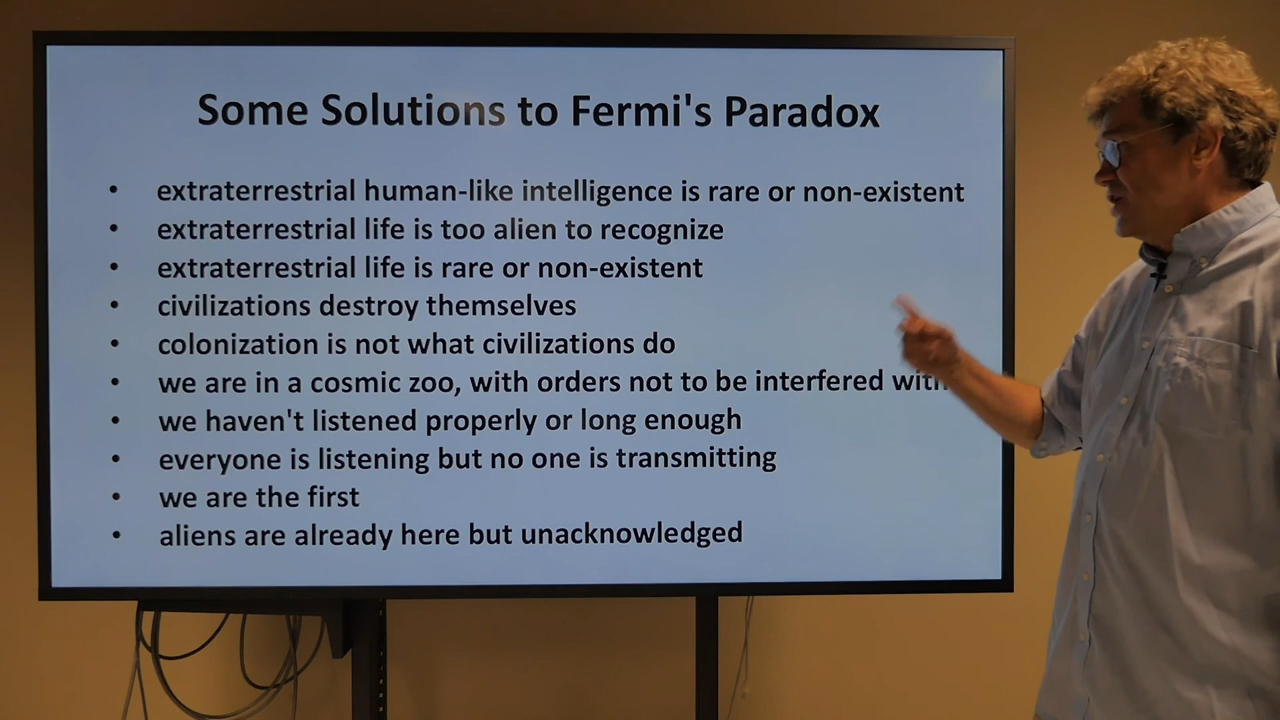 Some Solutions to Fermi's Paradox
• extraterrestrial human-like intelligence is rare or non-existent
• extraterrestrial life is too alien to recognize
• extraterrestrial life is rare or non-existent
• civilizations destroy themselves
• colonization is not what civilizations do
• we are in a cosmic zoo, with orders not to be interfered with
• we haven't listened properly or long enough
• everyone is listening but no one is transmitting
• we are the first
• aliens are already here but unacknowledged